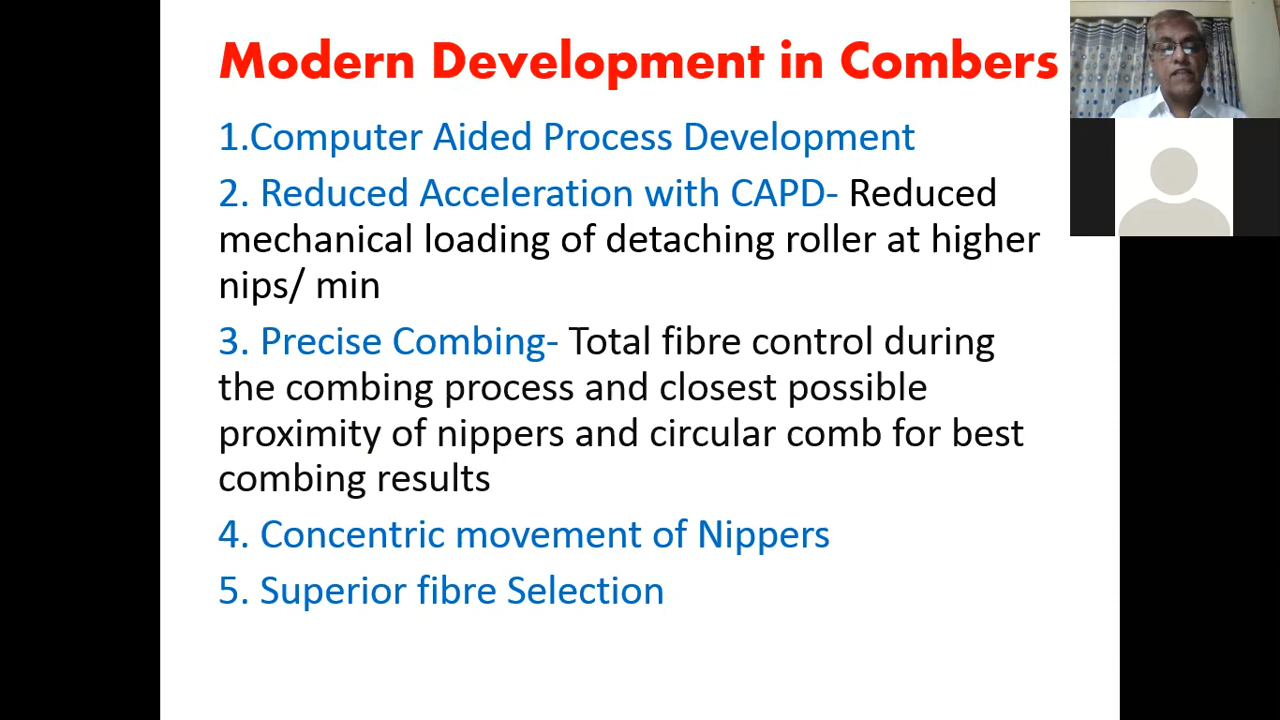 Modern Development in Combers
1.Computer Aided Process Development
2. Reduced Acceleration with CAPD- Reduced
mechanical loading of detaching roller at higher
nips/ min
3. Precise Combing- Total fibre control during
the combing process and closest possible
proximity of nippers and circular comb for best
combing results
4. Concentric movement of Nippers
5. Superior fibre Selection